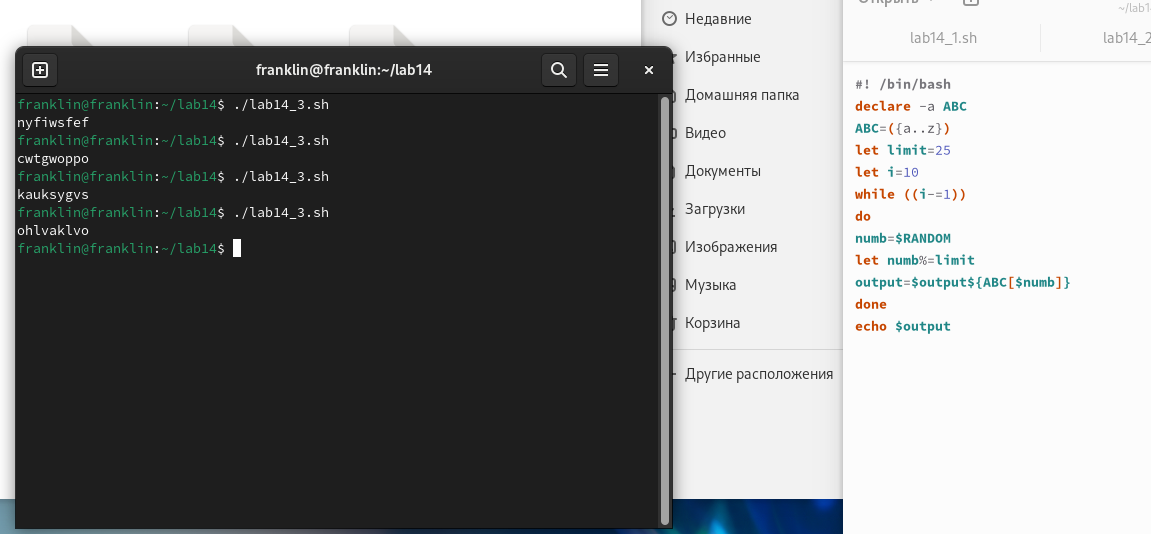 franklin@franklin:~/lab14
franklin@franklin:~/lab14$ ./lab14_3.sh
nyfiwsfef
franklin@franklin:~/lab14$ ./lab14_3.sh
cwtgwoppo
franklin@franklin:~/lab14$ ./lab14_3.sh
kauksygvs
franklin@franklin:~/lab14$ ./lab14_3.sh
ohlvaklvo
franklin@franklin:~/lab14$
Недавние
Избранные
Домашняя папка
Видео
Документы
Загрузки
Изображения
Музыка
Корзина
Другие расположения
Открыть
~/lab1
lab14_1.sh
lab14_2
#! /bin/bash
declare -a ABC
ABC=({a..z})
let limit=25
let i=10
while ((i-=1))
do
numb=$RANDOM
let numb%=limit
output=$output${ABC[$numb]}
done
echo $output